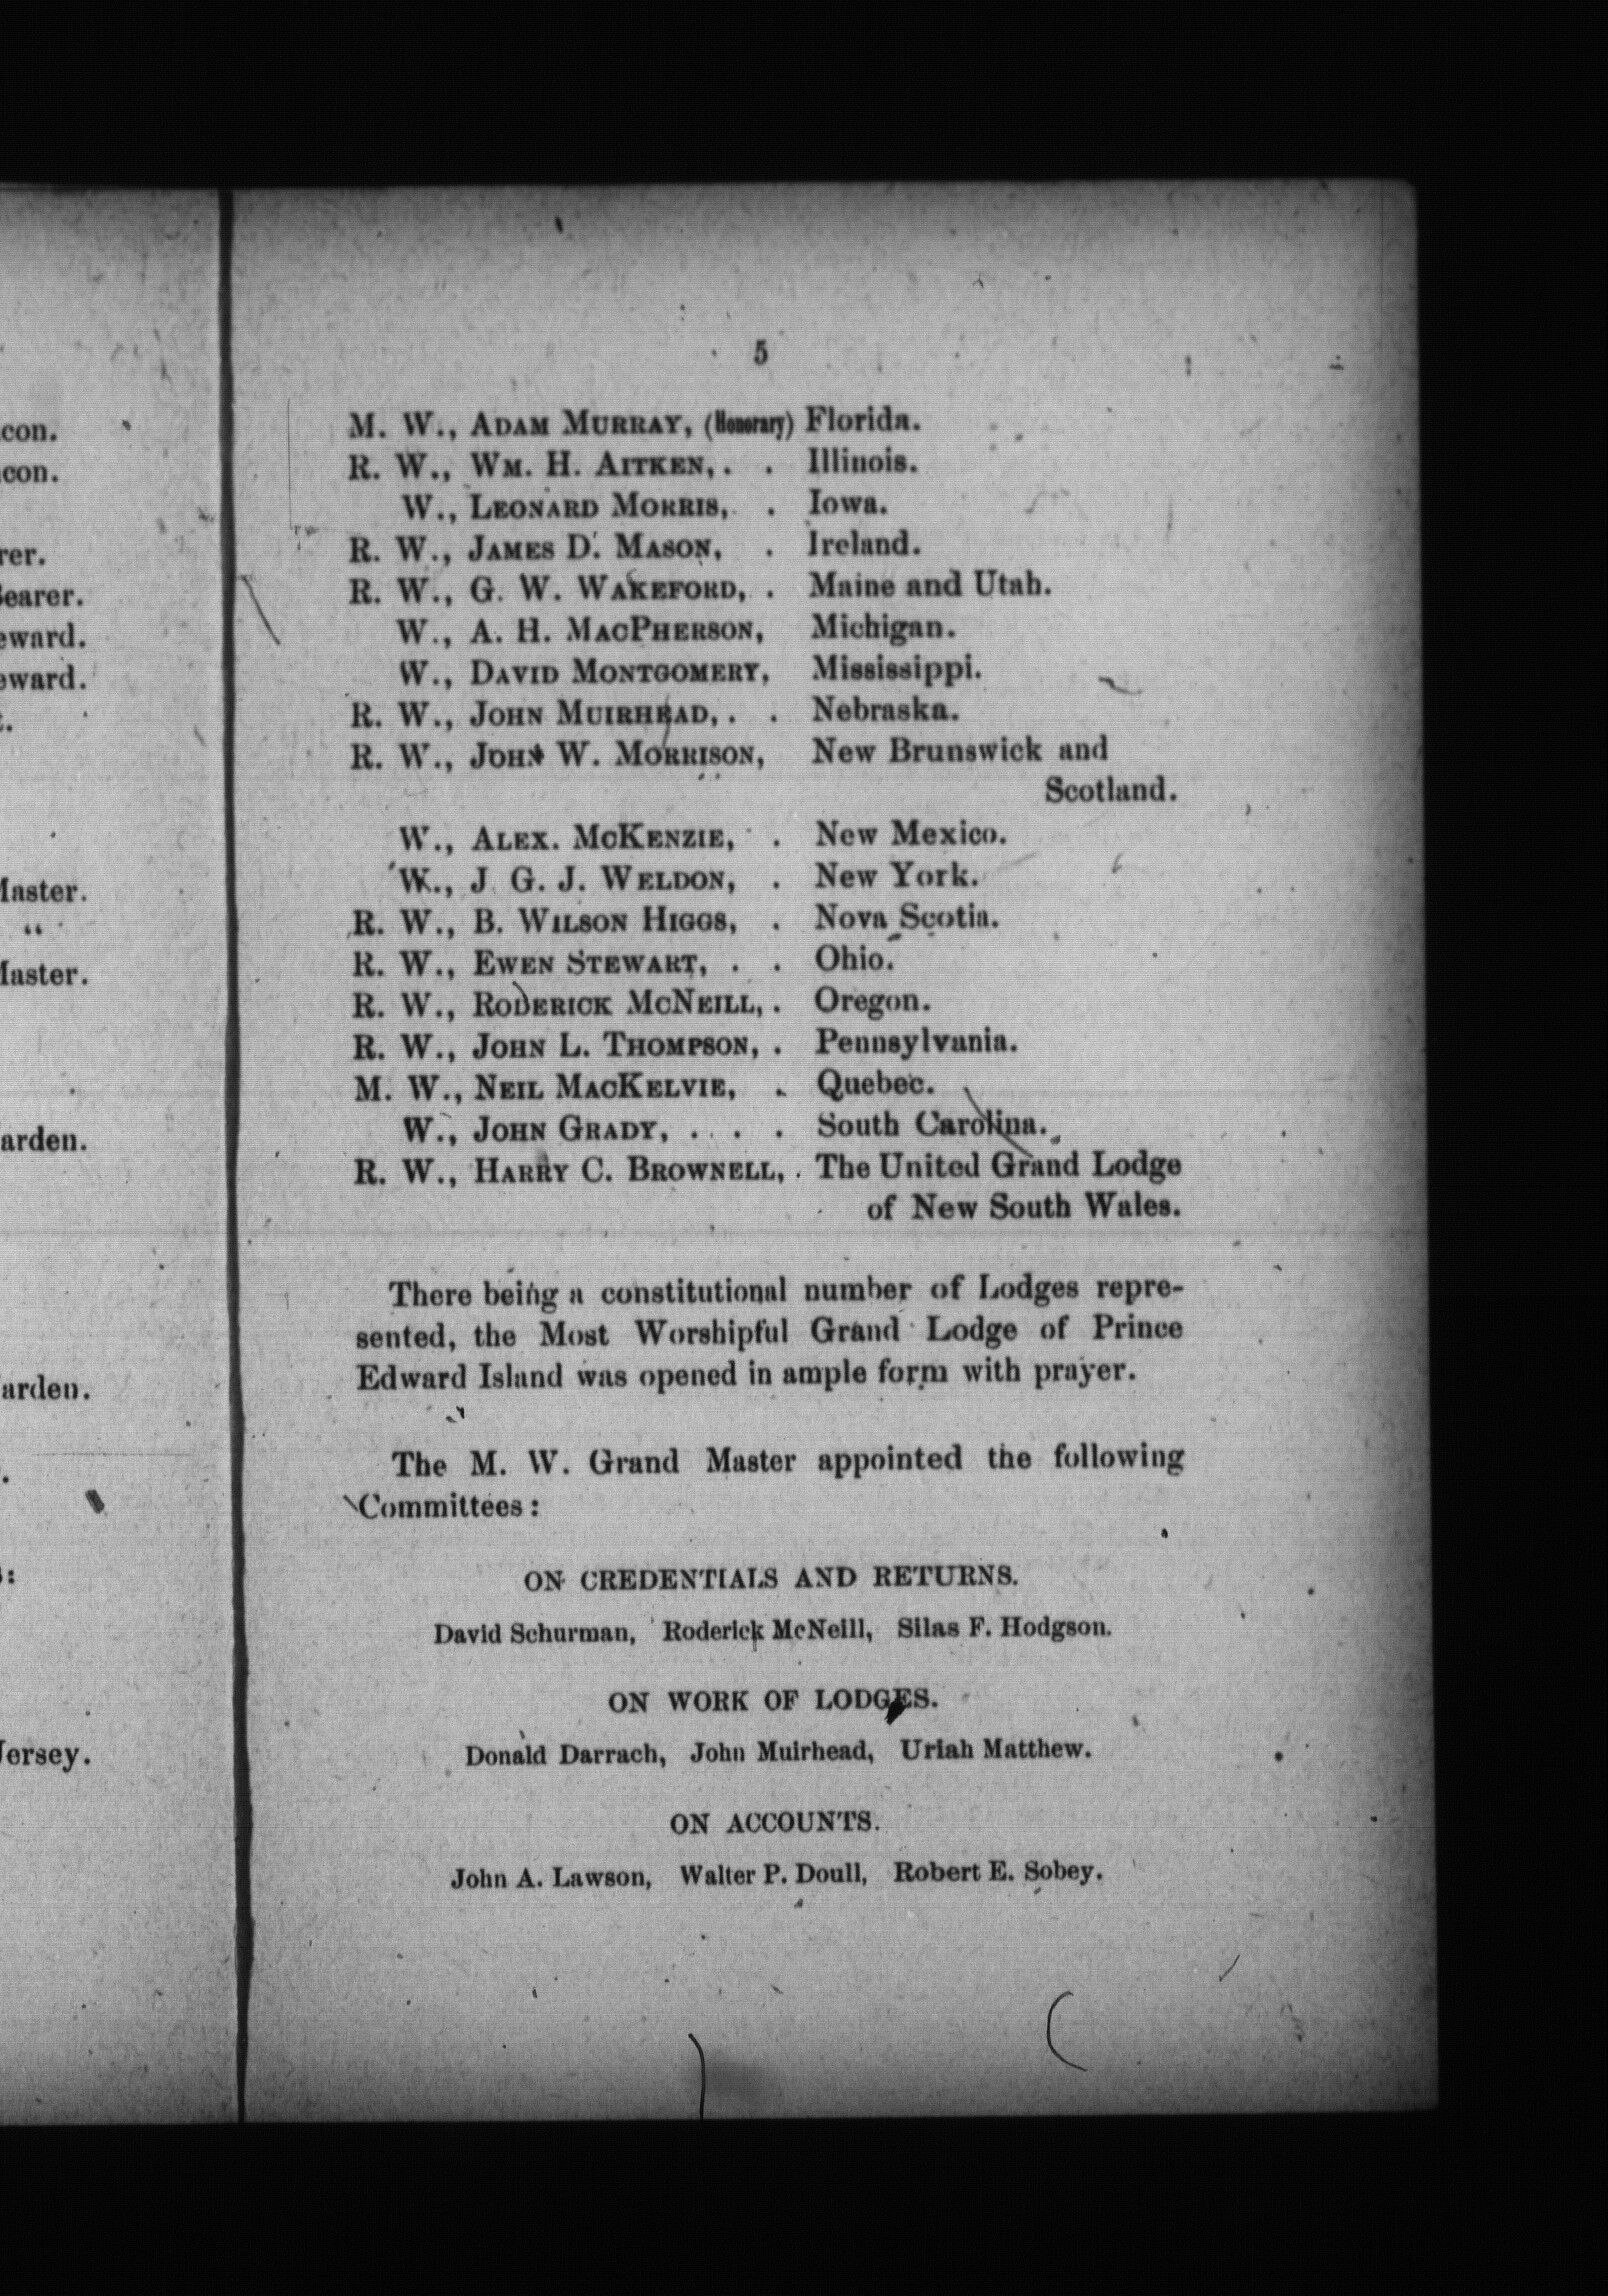 5
M. W., ADAM MURRAY, (Honorary) Florida.
R. W., WM. H. AITKEN, . . Illinois.
W., LEONARD MORRIS, . Iowa.
R. W., JAMES D. MASON, . Ireland.
R. W., G. W. WAKEFORD, . Maine and Utah.
W., A. H. MACPHERSON, Michigan.
W., DAVID MONTGOMERY, Mississippi.
R. W., JOHN MUIRHEAD, . . Nebraska.
R. W., JOHN W. MORRISON, New Brunswick and
Scotland.
W., ALEX. MCKENZIE, . New Mexico.
W., J. G. J. WELDON, . New York.
R. W., B. WILSON HIGGS, . Nova Scotia.
R. W., EWEN STEWART, . . Ohio.
R. W., RODERICK MCNEILL, . Oregon.
R. W., JOHN L. THOMPSON, . Pennsylvania.
M. W., NEIL MACKELVIE, . Quebec.
W., JOHN GRADY, . . . South Carolina.
R. W., HARRY C. BROWNELL, . The United Grand Lodge
of New South Wales.
There being a constitutional number of Lodges repre-
sented, the Most Worshipful Grand Lodge of Prince
Edward Island was opened in ample form with prayer.
The M. W. Grand Master appointed the following
Committees:
ON CREDENTIALS AND RETURNS.
David Schurman, Roderick McNeill, Silas F. Hodgson.
ON WORK OF LODGES.
Donald Darrach, John Muirhead, Uriah Matthew.
ON ACCOUNTS.
John A. Lawson, Walter P. Doull, Robert E. Sobey.